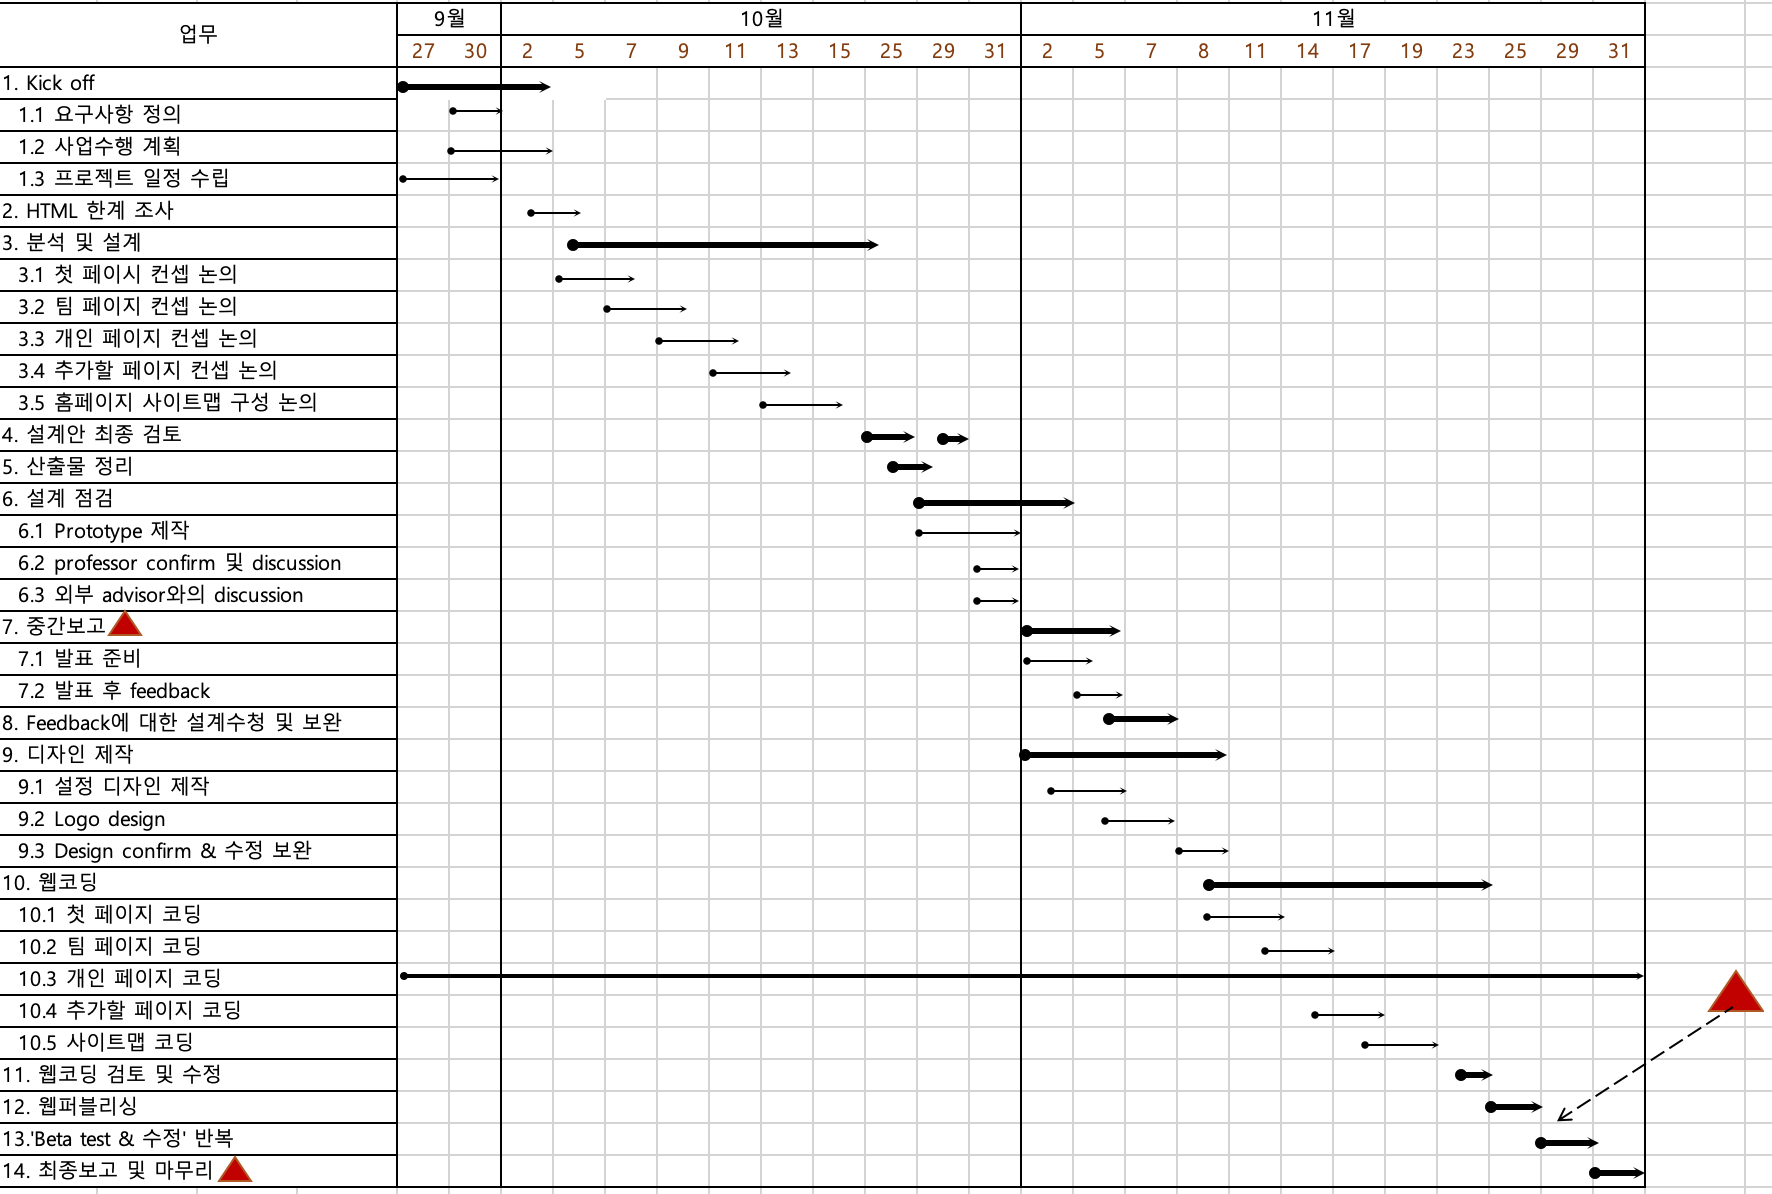 업무
9월 10월 11월
27 30 2 5 7 9 11 13 15 25 29 31 2 5 7 8 11 14 17 19 23 25 29 31
1. Kick off
1.1 요구사항 정의
1.2 사업수행 계획
1.3 프로젝트 일정 수립
2. HTML 한계 조사
3. 분석 및 설계
3.1 첫 페이시 컨셉 논의
3.2 팀 페이지 컨셉 논의
3.3 개인 페이지 컨셉 논의
3.4 추가할 페이지 컨셉 논의
3.5 홈페이지 사이트맵 구성 논의
4. 설계안 최종 검토
5. 산출물 정리
6. 설계 점검
6.1 Prototype 제작
6.2 professor confirm 및 discussion
6.3 외부 advisor와의 discussion
7. 중간보고
7.1 발표 준비
7.2 발표 후 feedback
8. Feedback에 대한 설계수청 및 보완
9. 디자인 제작
9.1 설정 디자인 제작
9.2 Logo design
9.3 Design confirm & 수정 보완
10. 웹코딩
10.1 첫 페이지 코딩
10.2 팀 페이지 코딩
10.3 개인 페이지 코딩
10.4 추가할 페이지 코딩
10.5 사이트맵 코딩
11. 웹코딩 검토 및 수정
12. 웹퍼블리싱
13.'Beta test & 수정' 반복
14. 최종보고 및 마무리